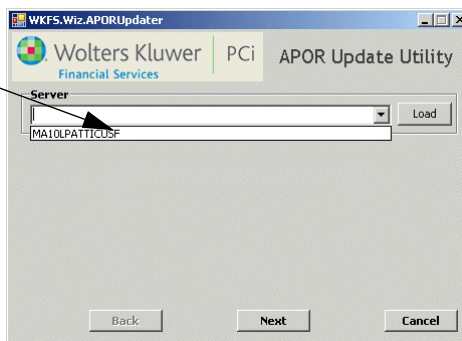 WKFS.Wiz.APORUpdater
Wolters Kluwer
Financial Services
PCi
APOR Update Utility
Server
Load
MA10LPATTICUSF
Back
Next
Cancel